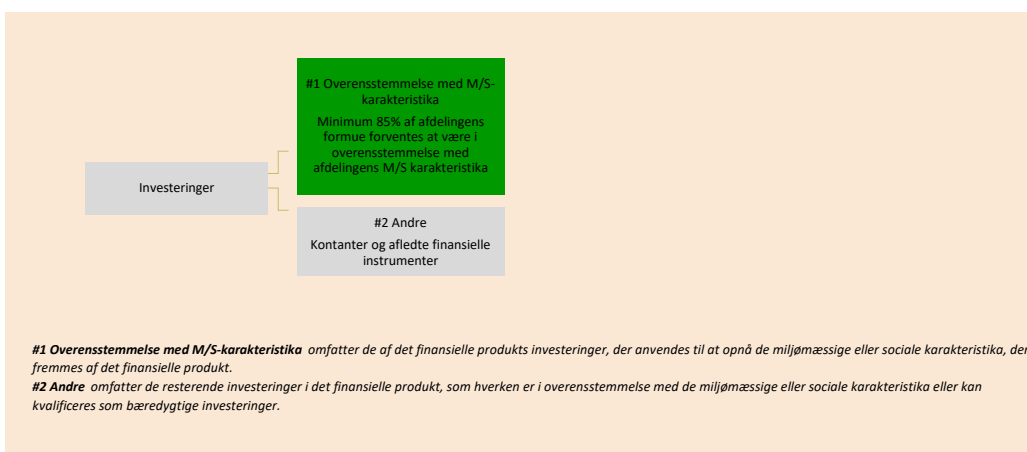 #1 Overensstemmelse med M/S-
karakteristika
Minimum 85% af afdelingens
formue forventes at være i
overensstemmelse med
afdelingens M/S karakteristika
Investeringer
#2 Andre
Kontanter og afledte finansielle
instrumenter
#1 Overensstemmelse med M/S-karakteristika omfatter de af det finansielle produkts investeringer, der anvendes til at opnå de miljømæssige eller sociale karakteristika, der
fremmes af det finansielle produkt.
#2 Andre omfatter de resterende investeringer i det finansielle produkt, som hverken er i overensstemmelse med de miljømæssige eller sociale karakteristika eller kan
kvalificeres som bæredygtige investeringer.